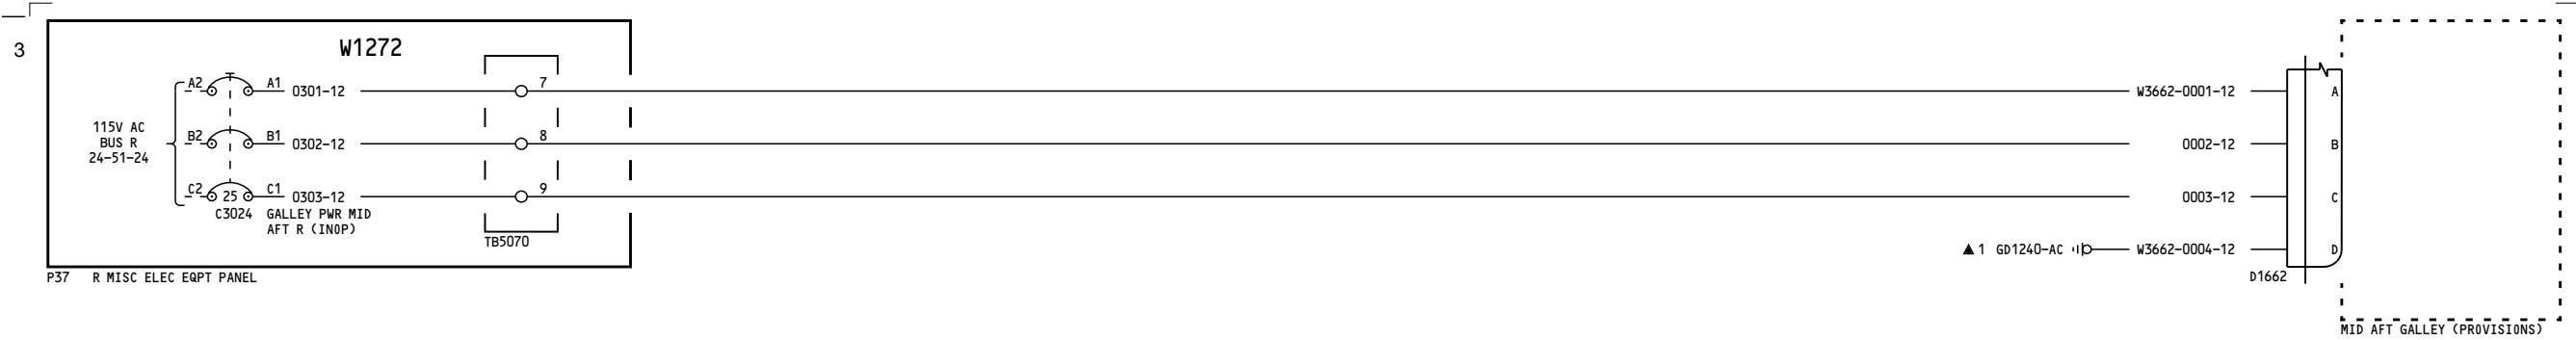 3
W1272
115V AC
BUS R
24-51-24
A2 A1 0301-12 7 W3662-0001-12 A
B2 B1 0302-12 8 0002-12 B
C2 25 C1 0303-12 9 0003-12 C
C3024 GALLEY PWR MID
AFT R (INOP)
TB5070
1 GD1240-AC W3662-0004-12 D
D1662
P37 R MISC ELEC EQPT PANEL
MID AFT GALLEY (PROVISIONS)